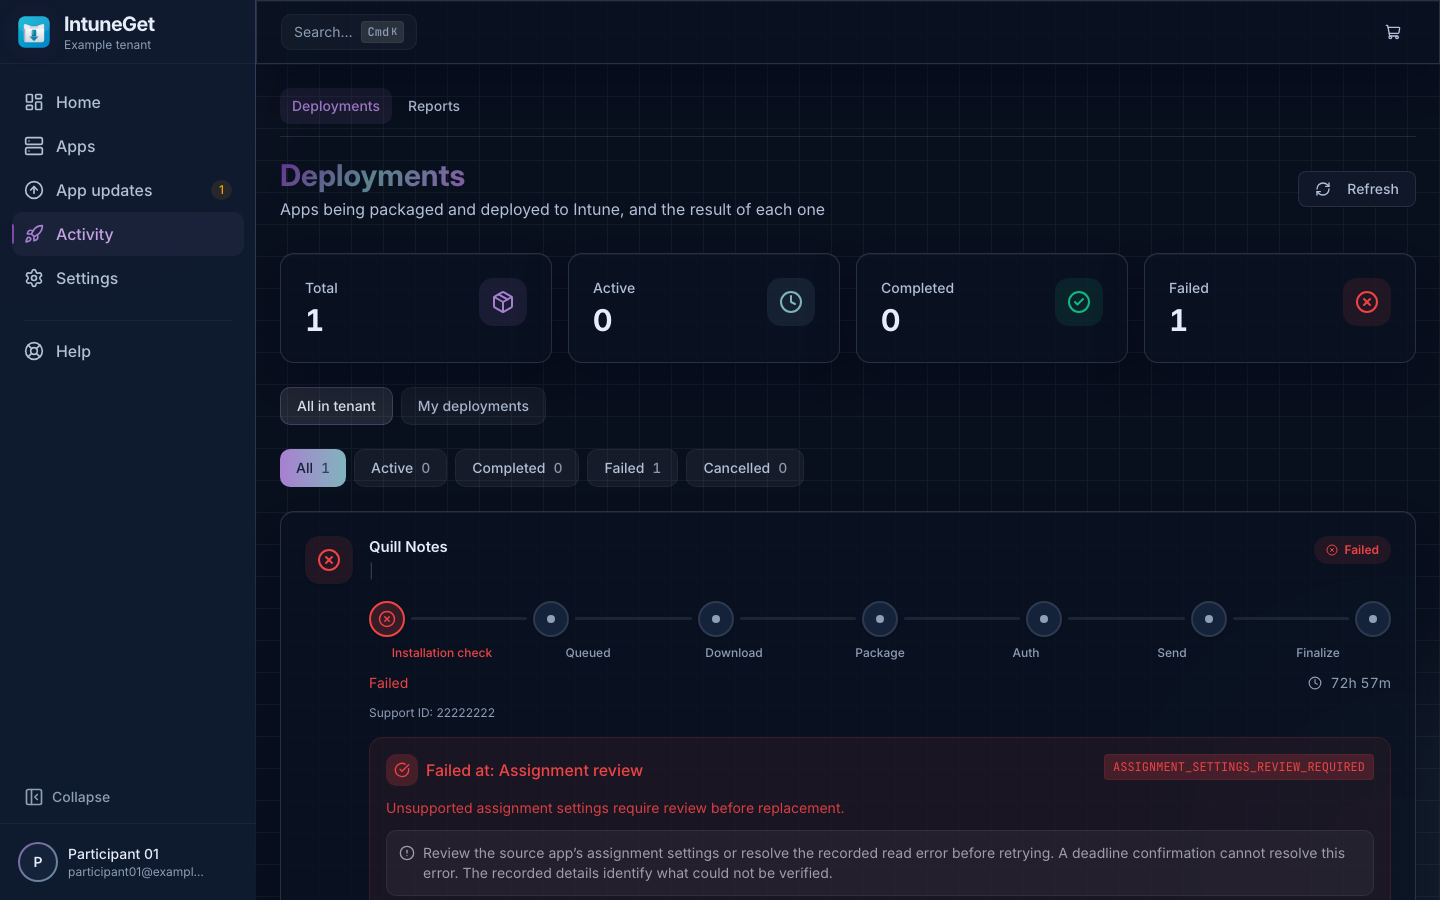 IntuneGet
Example tenant
Search... Cmd K
Home
Apps
App updates 1
Activity
Settings
Help
Collapse
P
Participant 01
participant01@exampl...
Deployments Reports
Deployments
Apps being packaged and deployed to Intune, and the result of each one
Refresh
Total
1
Active
0
Completed
0
Failed
1
All in tenant My deployments
All 1 Active 0 Completed 0 Failed 1 Cancelled 0
Quill Notes
Failed
Installation check Queued Download Package Auth Send Finalize
Failed 72h 57m
Support ID: 22222222
Failed at: Assignment review ASSIGNMENT_SETTINGS_REVIEW_REQUIRED
Unsupported assignment settings require review before replacement.
Review the source app's assignment settings or resolve the recorded read error before retrying. A deadline confirmation cannot resolve this
error. The recorded details identify what could not be verified.